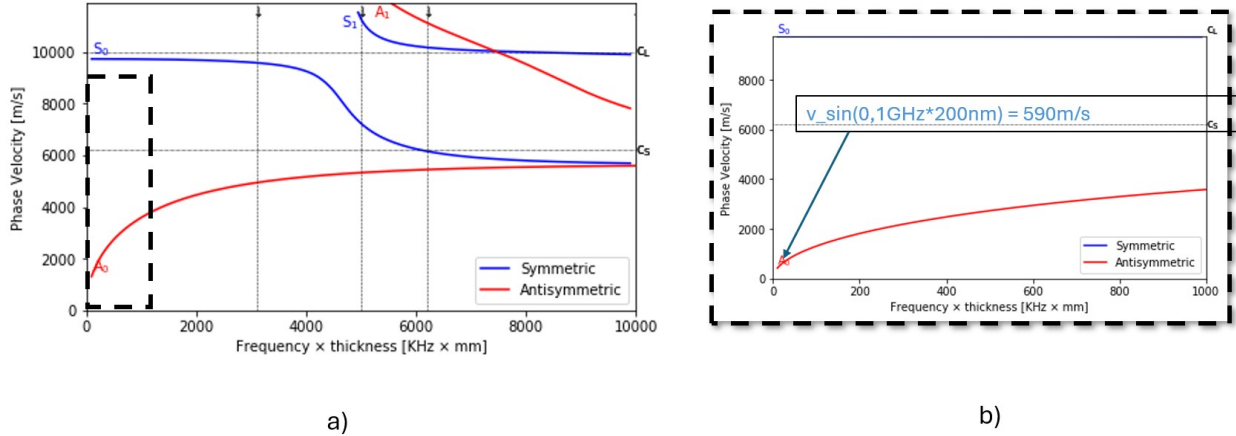 S₁
A₁
S₀
10000
8000
6000
4000
2000
0
c_L
c_S
A₀
Phase Velocity [m/s]
Symmetric
Antisymmetric
0
2000
4000
6000
8000
10000
Frequency × thickness [KHz × mm]
a)
S₀
c_L
8000
6000
4000
2000
0
v_sin(0,1GHz*200nm) = 590m/s
c_S
Phase Velocity [m/s]
A₀
Symmetric
Antisymmetric
0
200
400
600
800
1000
Frequency × thickness [KHz × mm]
b)